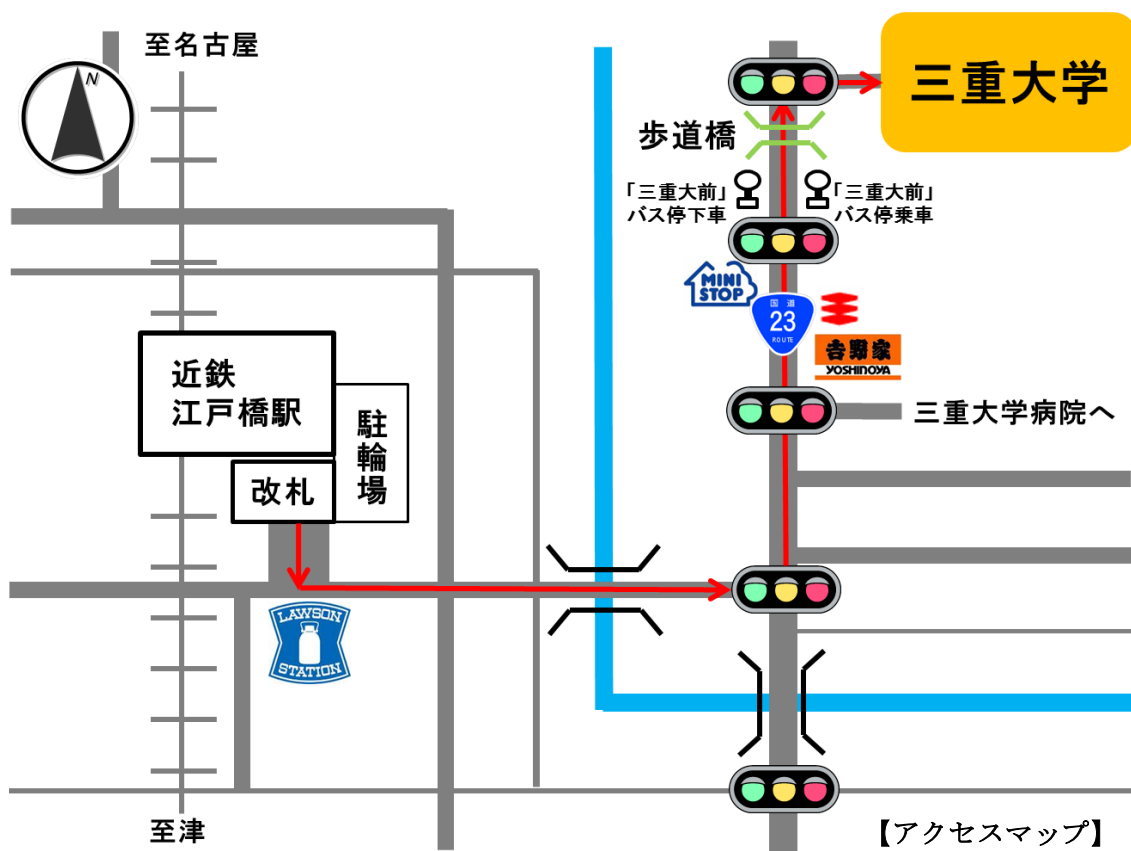 至名古屋
N
三重大学
歩道橋
「三重大前」
バス停下車
「三重大前」
バス停乗車
MINI
STOP
国道
23
ROUTE
吉野家
YOSHINOYA
近鉄
江戸橋駅
駐輪場
改札
三重大学病院へ
LAWSON
STATION
至津
【アクセスマップ】